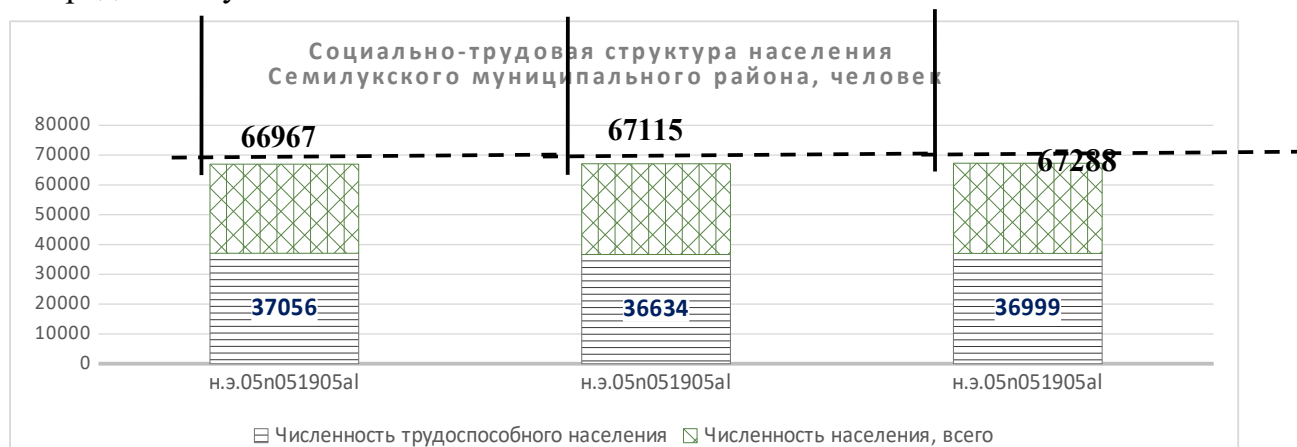 Социально-трудовая структура населения
Семилукского муниципального района, человек
80000
70000
60000
50000
40000
30000
20000
10000
0
66967
67115
67288
37056
36634
36999
н.э.05n051905al
н.э.05n051905al
н.э.05n051905al
Численность трудоспособного населения
Численность населения, всего